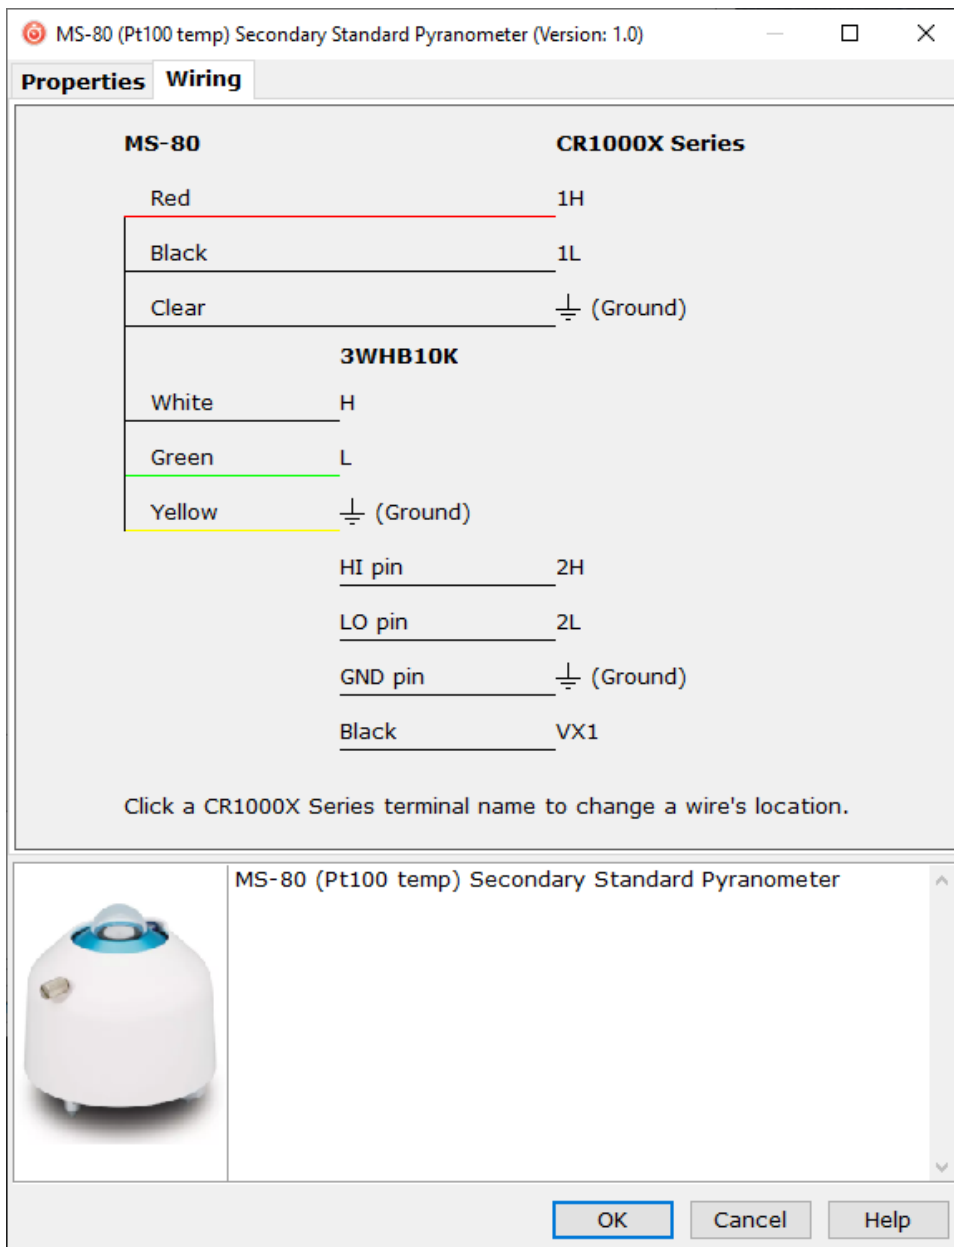 MS-80 (Pt100 temp) Secondary Standard Pyranometer (Version: 1.0)
Properties Wiring
MS-80 CR1000X Series
Red 1H
Black 1L
Clear (Ground)
3WHB10K
White H
Green L
Yellow (Ground)
HI pin 2H
LO pin 2L
GND pin (Ground)
Black VX1
Click a CR1000X Series terminal name to change a wire's location.
MS-80 (Pt100 temp) Secondary Standard Pyranometer
OK Cancel Help